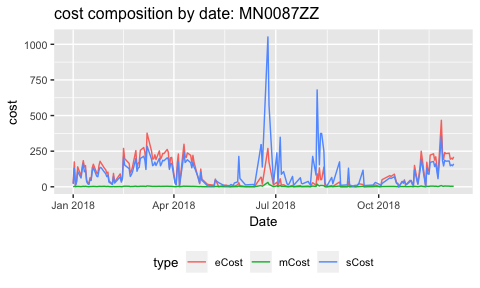 cost composition by date: MN0087ZZ
1000
750
500
250
0
cost
Jan 2018 Apr 2018 Jul 2018 Oct 2018
Date
type eCost mCost sCost